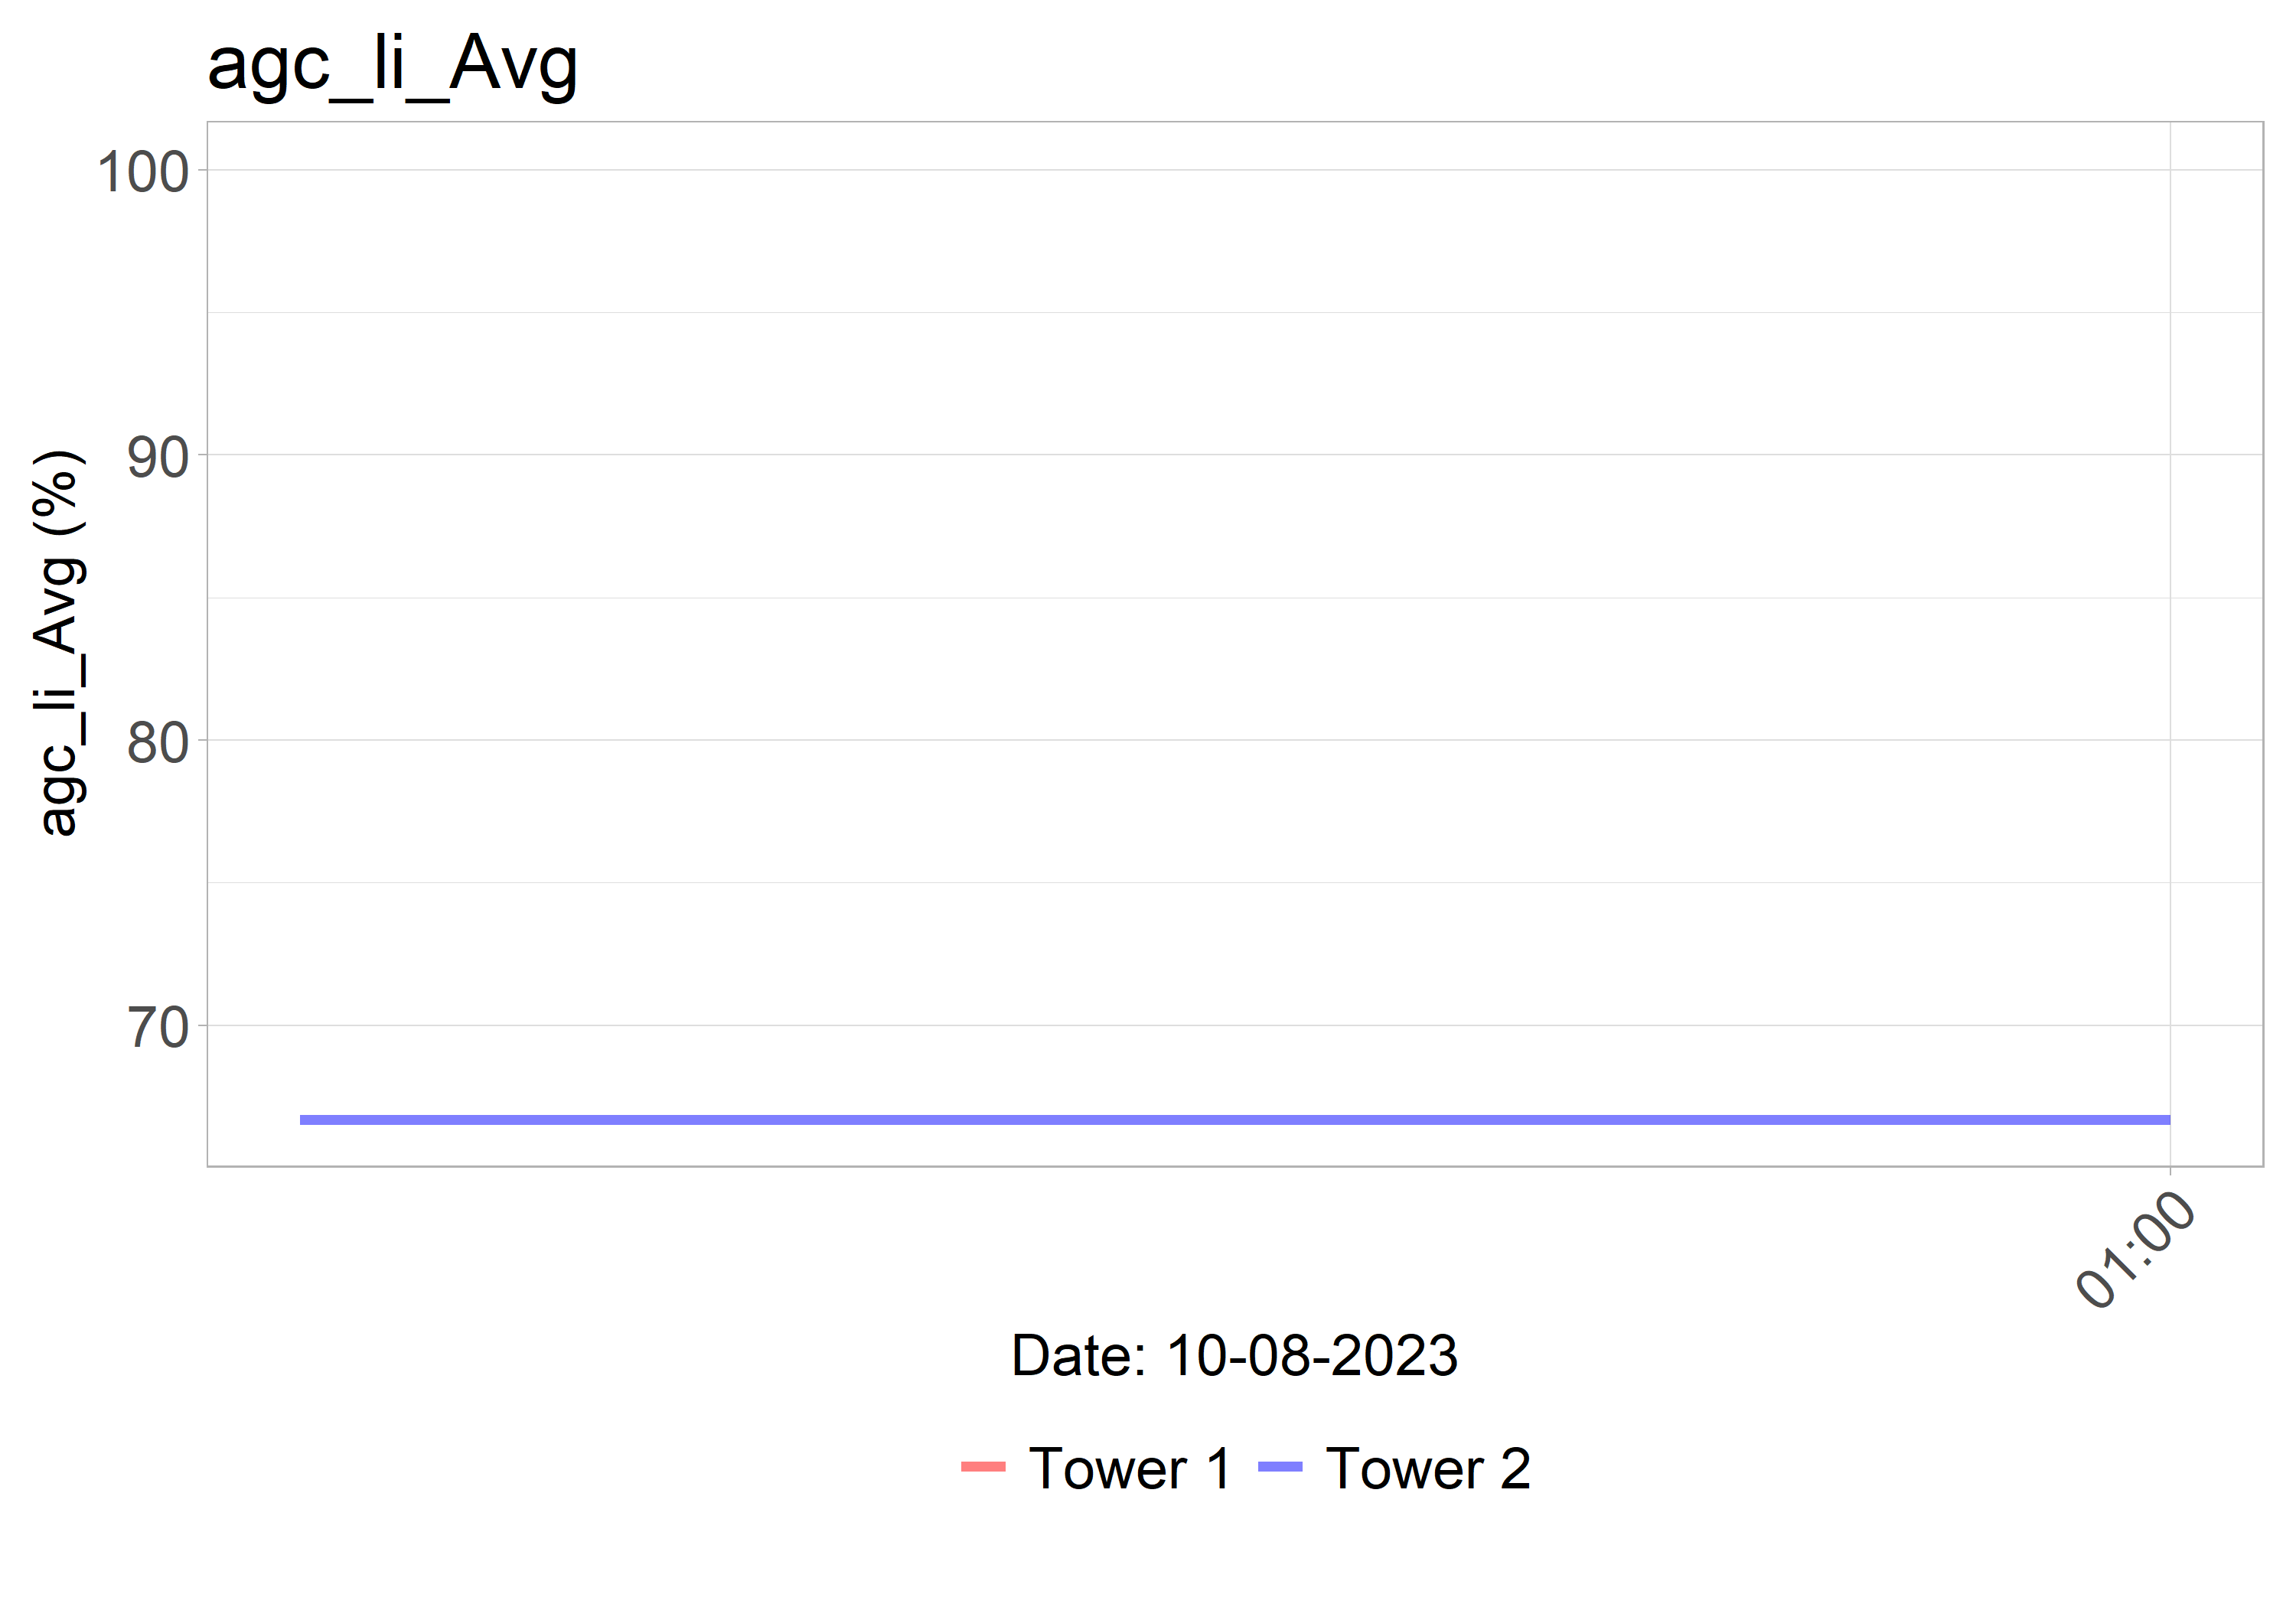 agc_li_Avg
agc_li_Avg (%)
100
90
80
70
01:00
Date: 10-08-2023
Tower 1 Tower 2